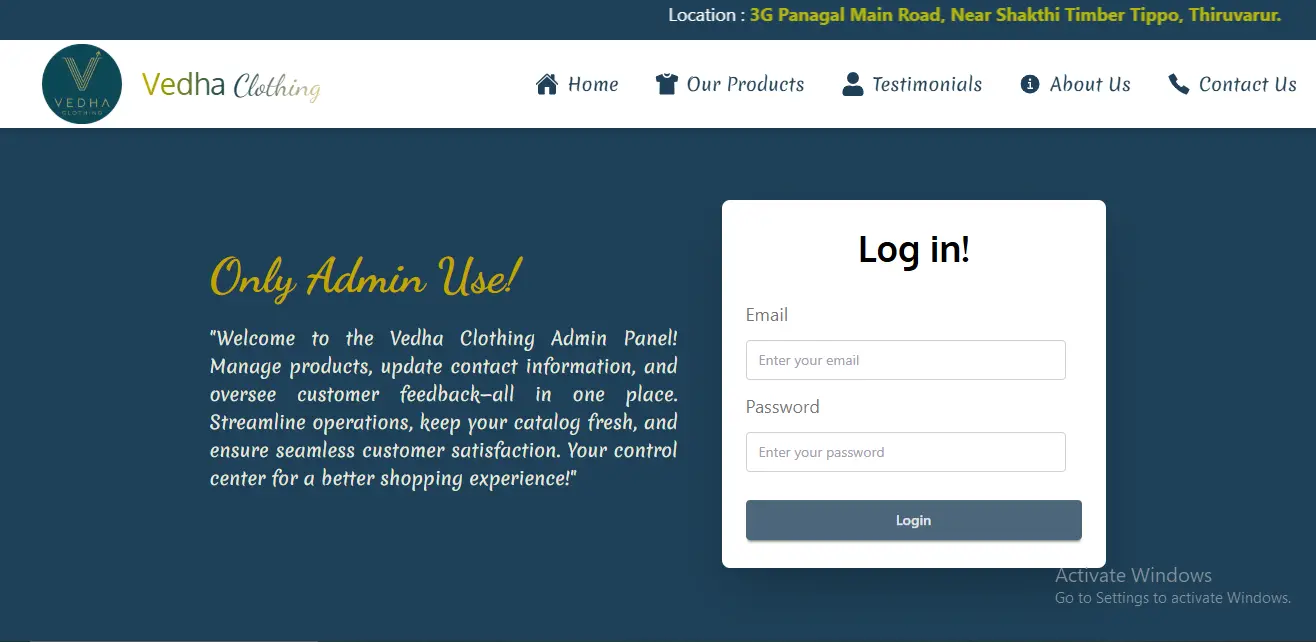 Location : 3G Panagal Main Road, Near Shakthi Timber Tippo, Thiruvarur.
VEDHA
CLOTHING
Vedha Clothing
Home
Our Products
Testimonials
About Us
Contact Us
Only Admin Use!
"Welcome to the Vedha Clothing Admin Panel!
Manage products, update contact information, and
oversee customer feedback—all in one place.
Streamline operations, keep your catalog fresh, and
ensure seamless customer satisfaction. Your control
center for a better shopping experience!"
Log in!
Email
Enter your email
Password
Enter your password
Login
Activate Windows
Go to Settings to activate Windows.